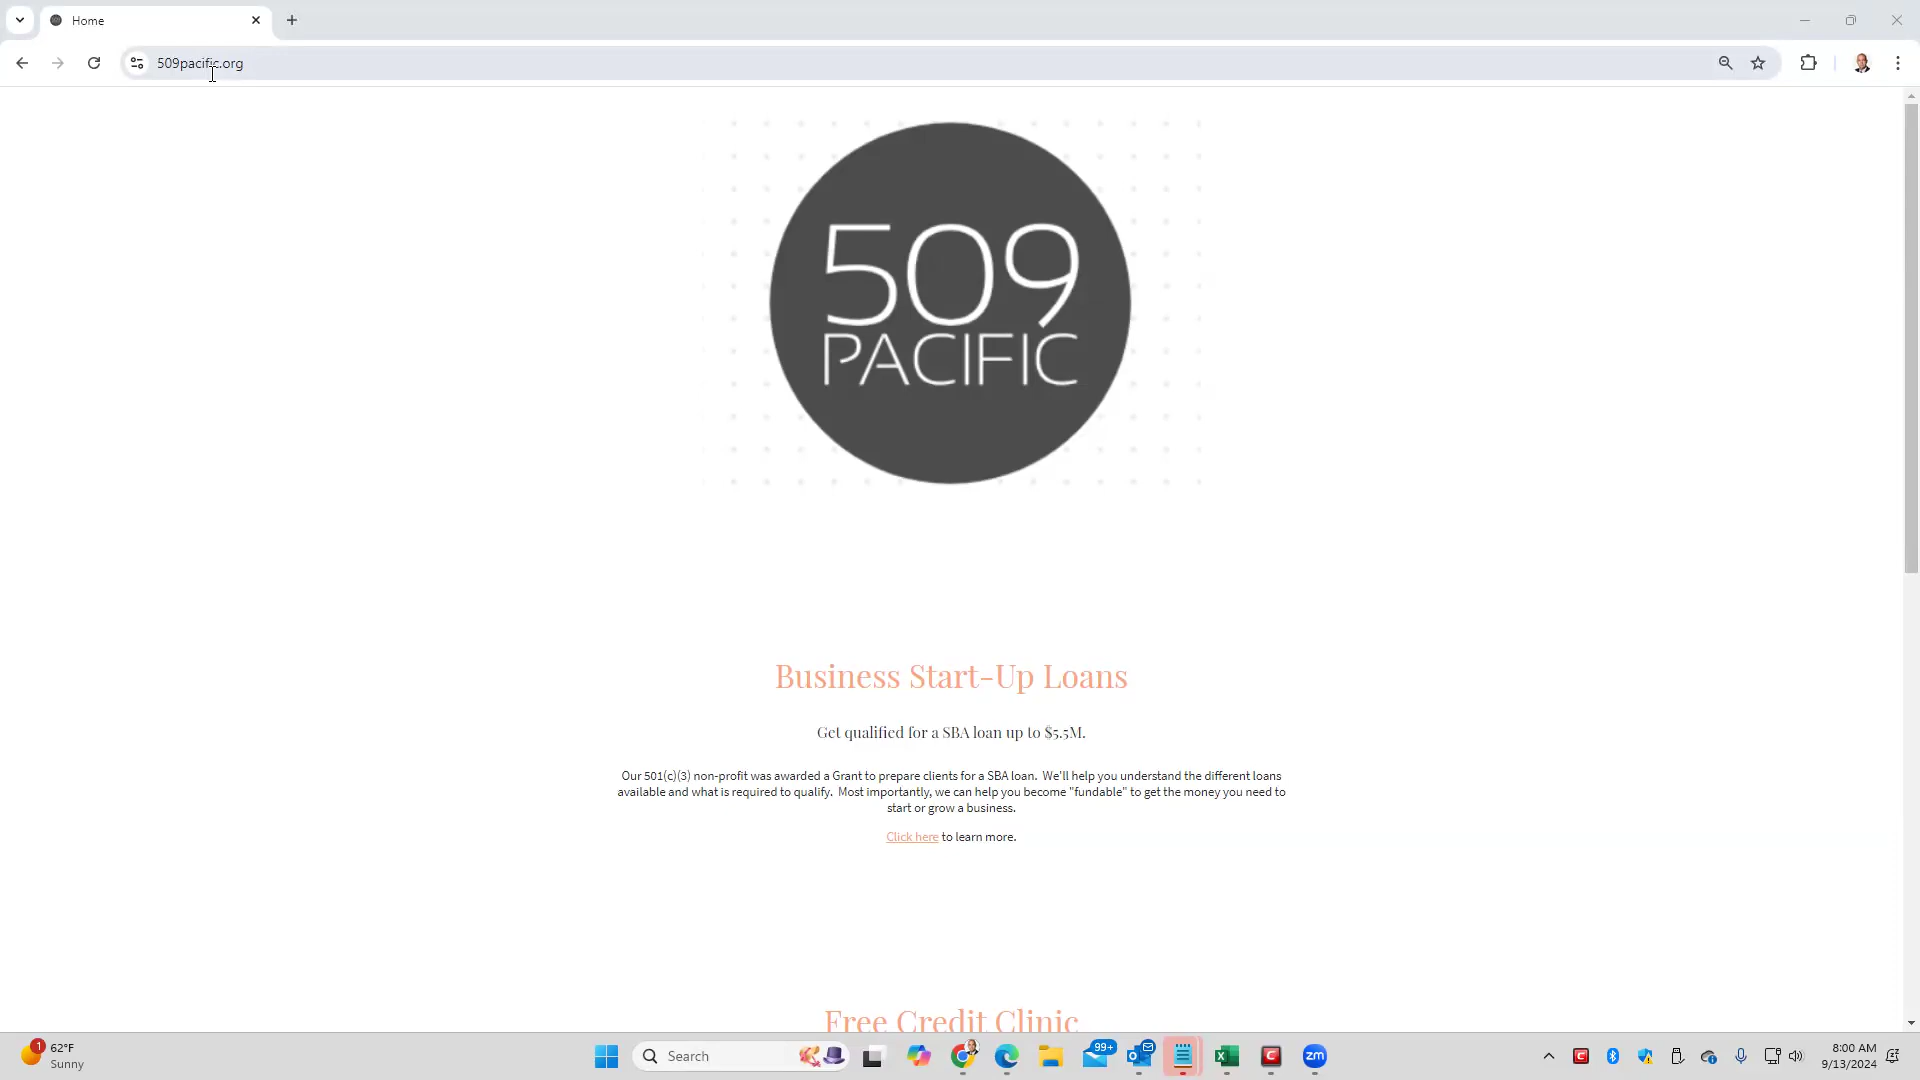 Home
509pacific.org
509
PACIFIC
Business Start-Up Loans
Get qualified for a SBA loan up to $5.5M.
Our 501(c)(3) non-profit was awarded a Grant to prepare clients for a SBA loan.  We'll help you understand the different loans
available and what is required to qualify.  Most importantly, we can help you become "fundable" to get the money you need to
start or grow a business.
Click here to learn more.
Free Credit Clinic
1
62°F
Sunny
Search
99+
zm
C
8:00 AM
9/13/2024